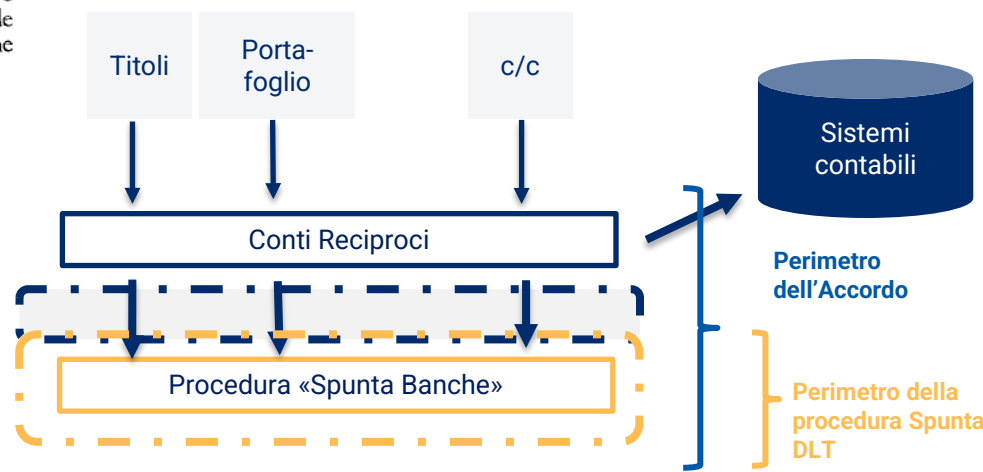 Titoli
Porta-
foglio
c/c
Sistemi
contabili
Conti Reciproci
Perimetro
dell'Accordo
Procedura «Spunta Banche»
Perimetro della
procedura Spunta
DLT